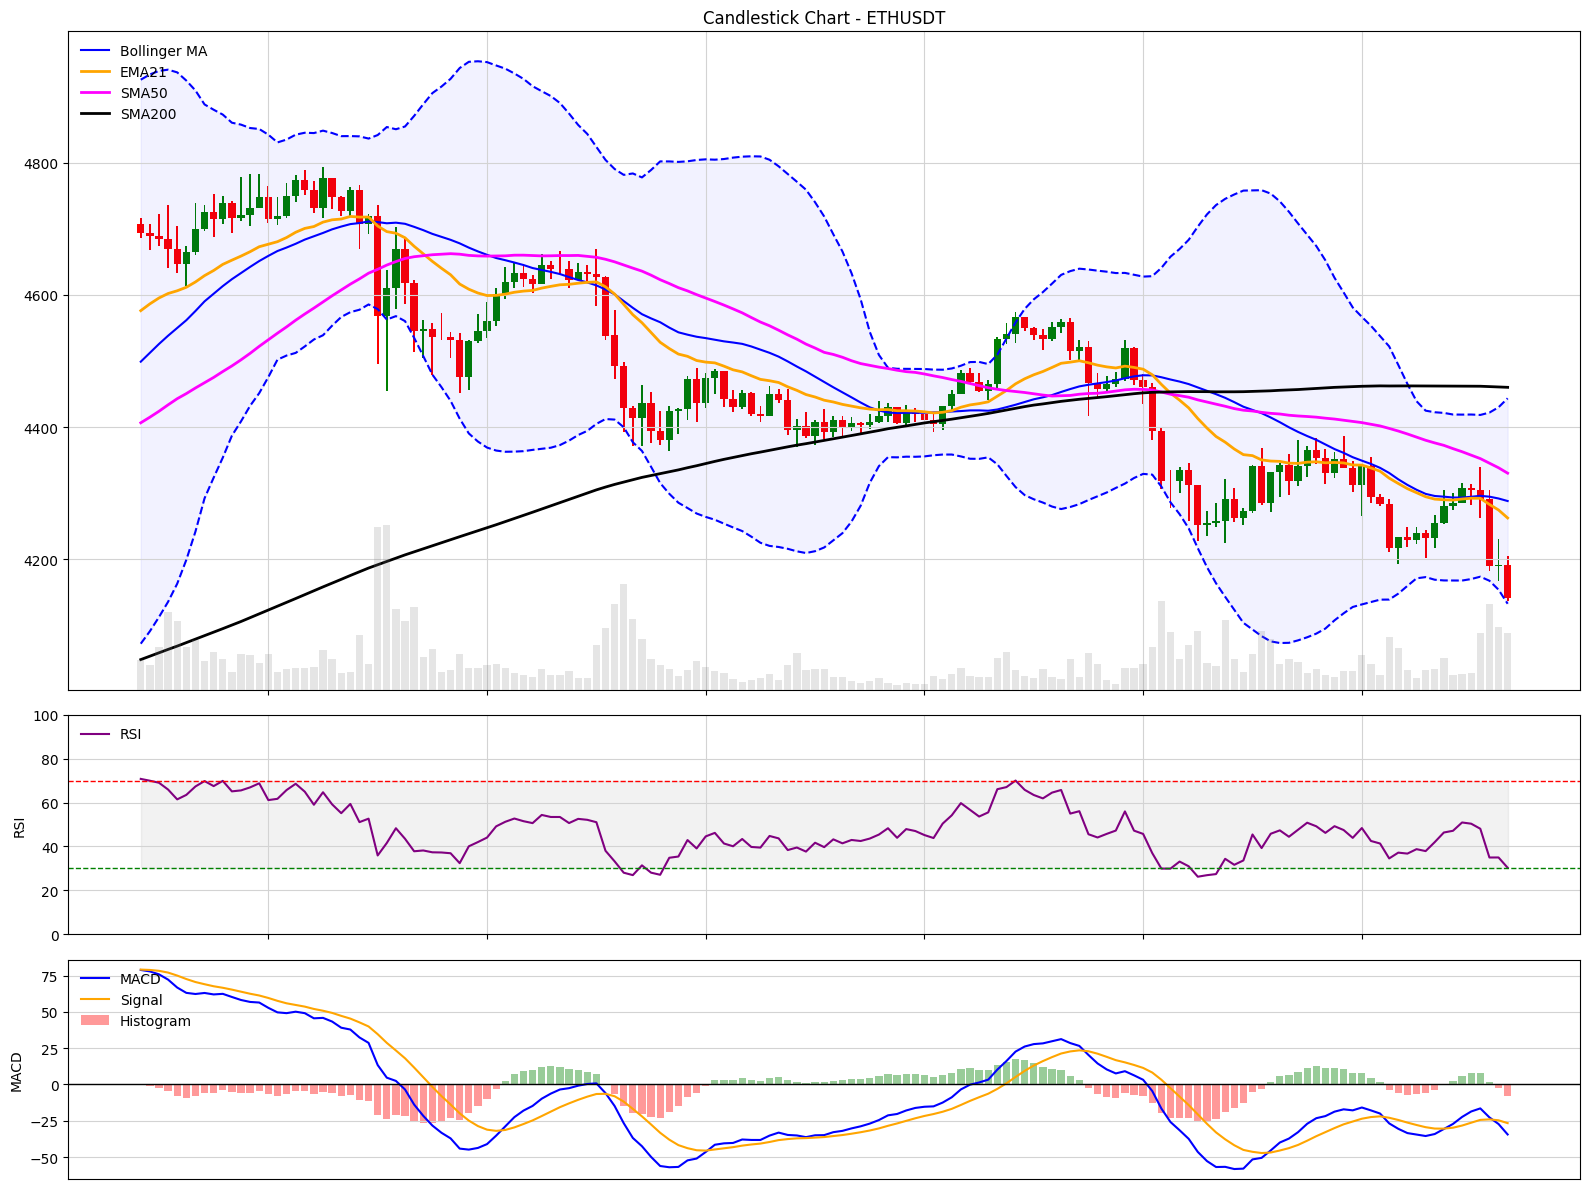 Candlestick Chart - ETHUSDT
Bollinger MA
EMA21
SMA50
SMA200
4800
4600
4400
4200
RSI
100
80
60
40
20
0
RSI
MACD
Signal
Histogram
75
50
25
0
−25
−50
MACD